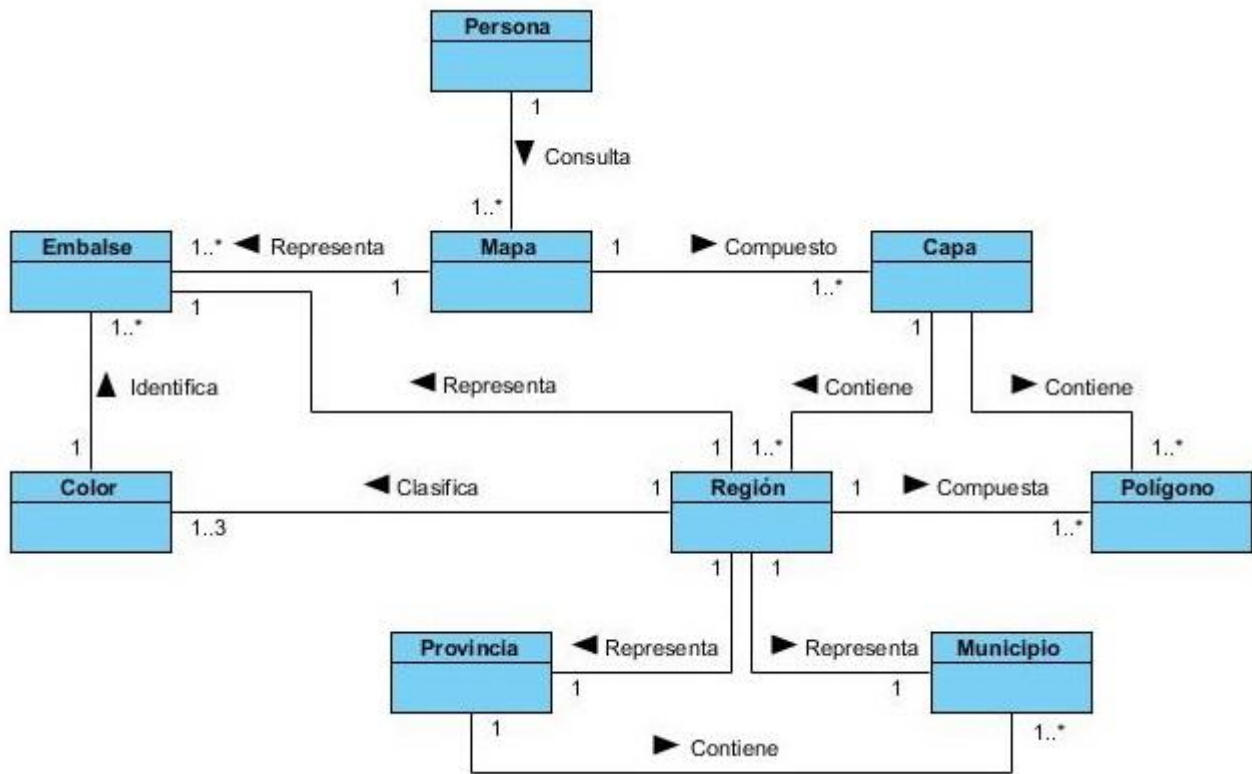 Persona
1
Consulta
1..*
Embalse
1..*
Representa
1
Mapa
1
Compuesto
1..*
Capa
1
1..*
1
Identifica
Representa
Contiene
Contiene
1
1
1..*
1..*
Color
1..3
Clasifica
1
Región
1
Compuesta
1..*
Polígono
1
1
Provincia
1
Representa
Representa
1
Municipio
1
Contiene
1..*